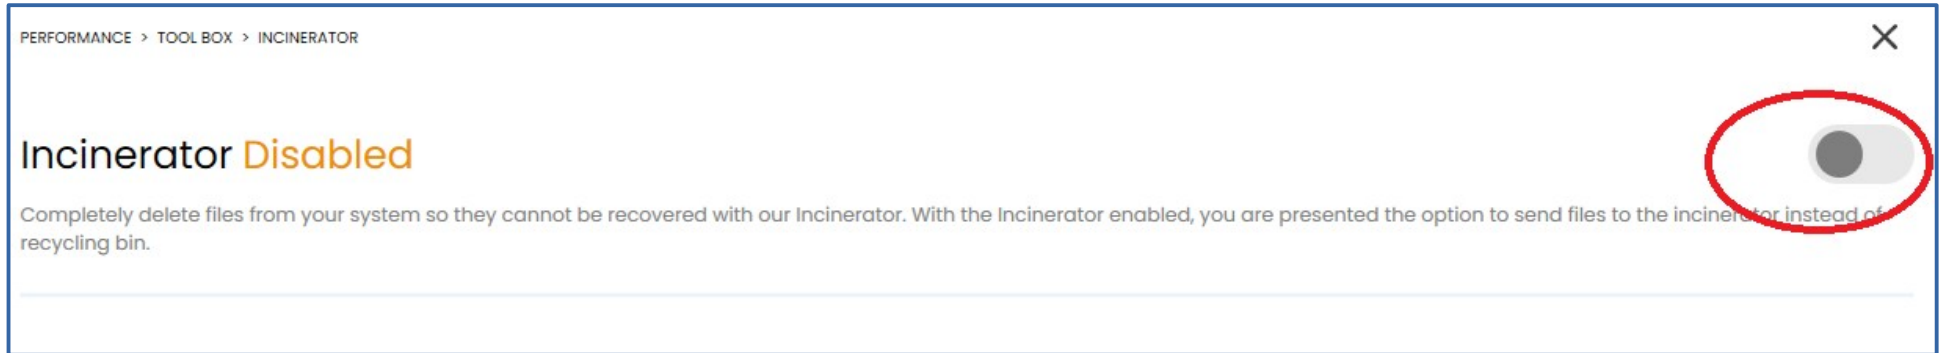 PERFORMANCE > TOOL BOX > INCINERATOR
Incinerator Disabled
Completely delete files from your system so they cannot be recovered with our Incinerator. With the Incinerator enabled, you are presented the option to send files to the incinerator instead of
recycling bin.